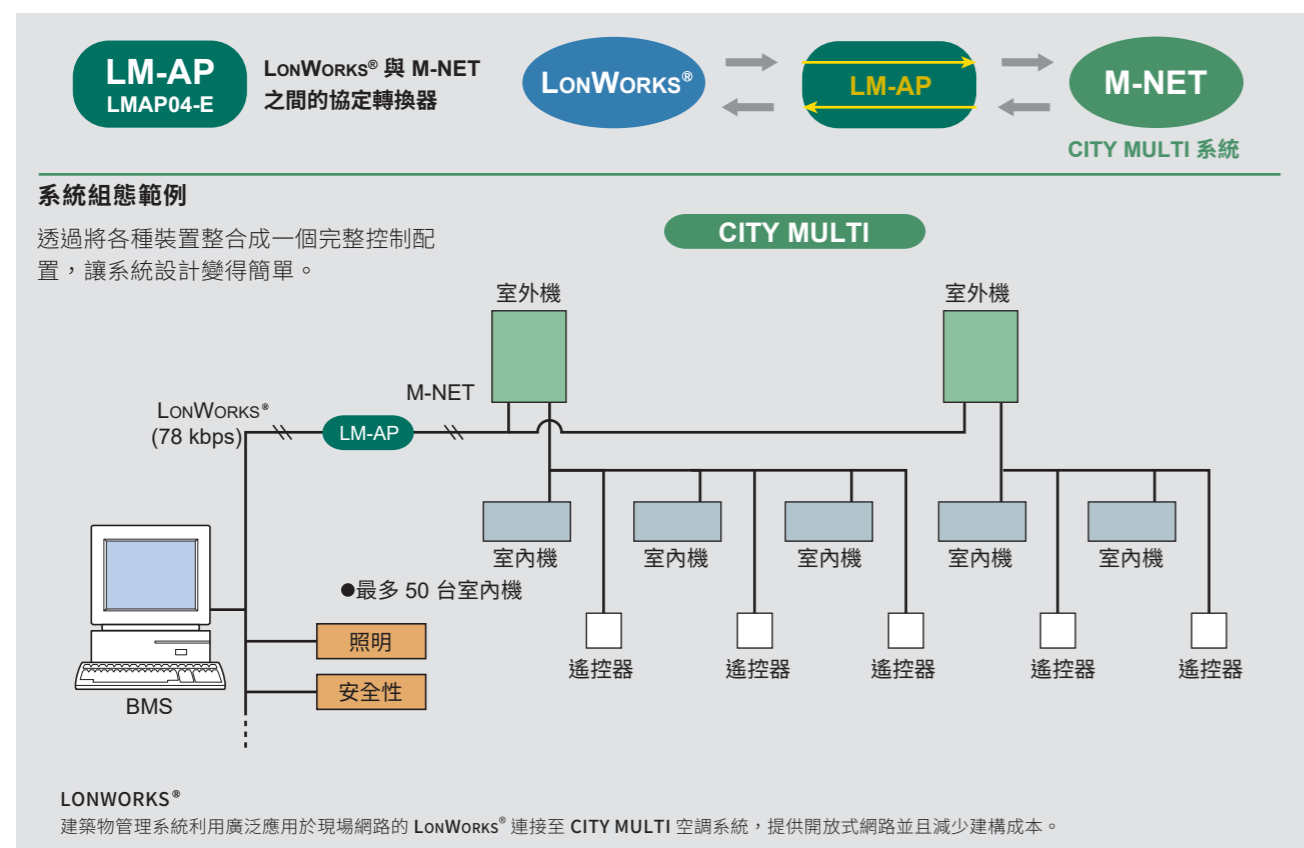 LM-AP
LMAP04-E
LONWORKS® 與 M-NET
之間的協定轉換器
LONWORKS®
LM-AP
M-NET
CITY MULTI 系統
系統組態範例
透過將各種裝置整合成一個完整控制配
置，讓系統設計變得簡單。
CITY MULTI
室外機
室外機
M-NET
LONWORKS®
(78 kbps)
LM-AP
室內機
室內機
室內機
室內機
室內機
●最多 50 台室內機
照明
安全性
BMS
遙控器
遙控器
遙控器
遙控器
遙控器
LONWORKS®
建築物管理系統利用廣泛應用於現場網路的 LONWORKS® 連接至 CITY MULTI 空調系統，提供開放式網路並且減少建構成本。